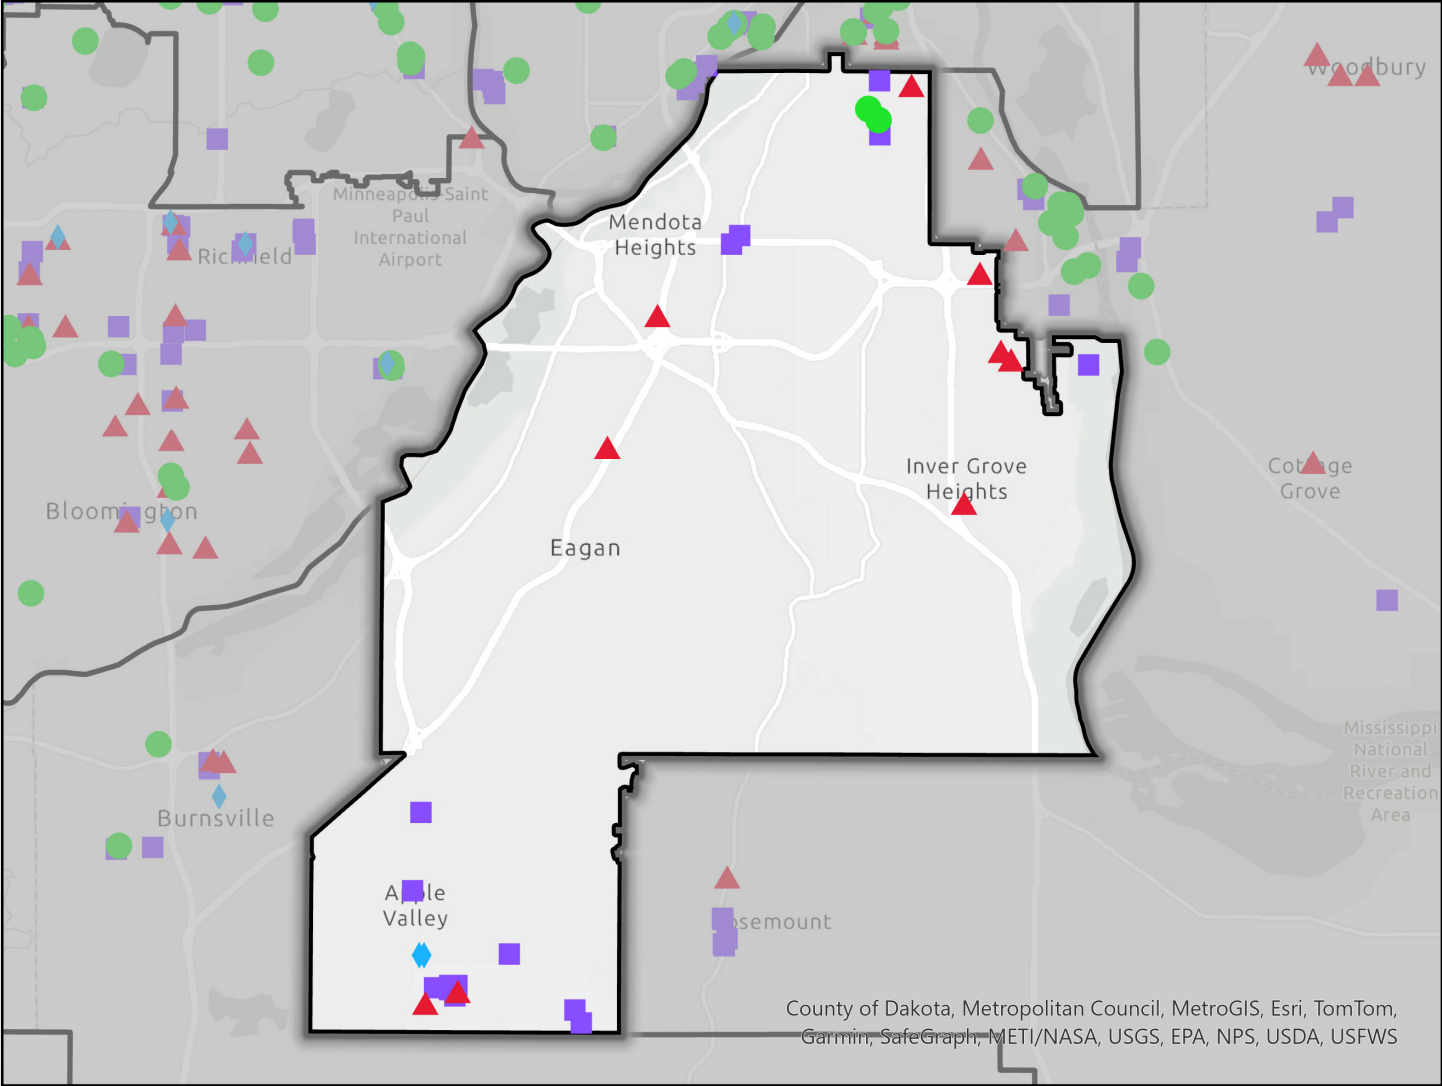 Woodbury
Minneapolis-Saint
Paul
International
Airport
Mendota
Heights
Richfield
Inver Grove
Heights
Cottage
Grove
Bloomington
Eagan
Mississippi
National
River and
Recreation
Area
Burnsville
Apple
Valley
Rosemount
County of Dakota, Metropolitan Council, MetroGIS, Esri, TomTom,
Garmin, SafeGraph, METI/NASA, USGS, EPA, NPS, USDA, USFWS